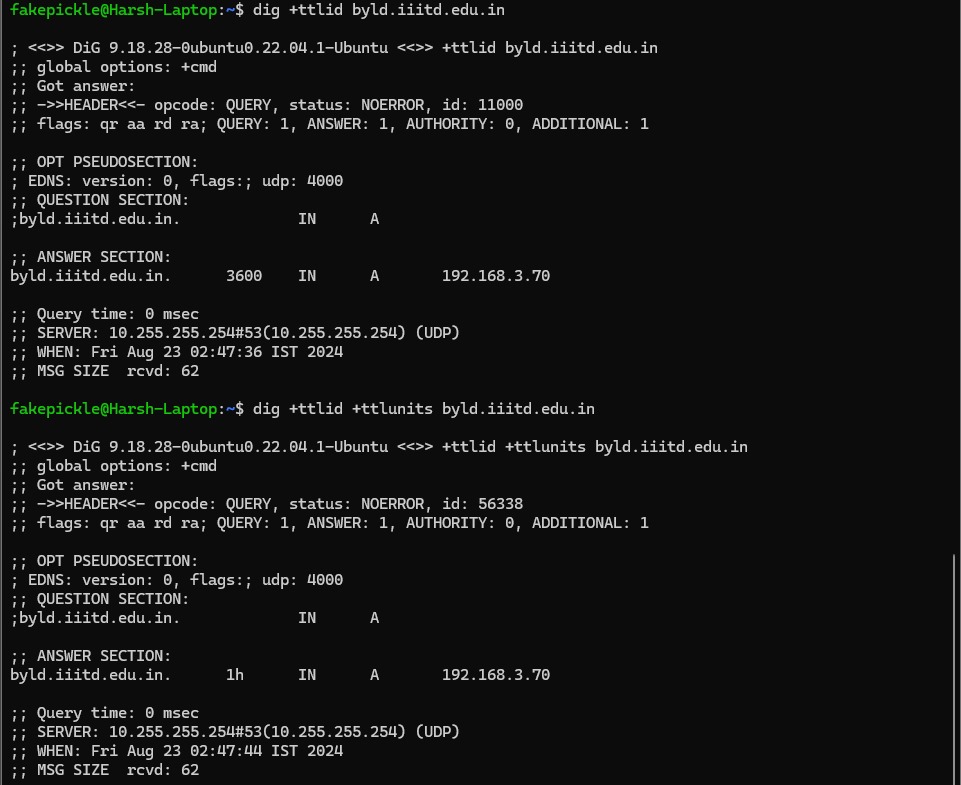 fakepickle@Harsh-Laptop:~$ dig +ttlid byld.iiitd.edu.in
; <<>> DiG 9.18.28-0ubuntu0.22.04.1-Ubuntu <<>> +ttlid byld.iiitd.edu.in
;; global options: +cmd
;; Got answer:
;; ->>HEADER<<- opcode: QUERY, status: NOERROR, id: 11000
;; flags: qr aa rd ra; QUERY: 1, ANSWER: 1, AUTHORITY: 0, ADDITIONAL: 1
;; OPT PSEUDOSECTION:
; EDNS: version: 0, flags:; udp: 4000
;; QUESTION SECTION:
;byld.iiitd.edu.in. IN A
;; ANSWER SECTION:
byld.iiitd.edu.in. 3600 IN A 192.168.3.70
;; Query time: 0 msec
;; SERVER: 10.255.255.254#53(10.255.255.254) (UDP)
;; WHEN: Fri Aug 23 02:47:36 IST 2024
;; MSG SIZE rcvd: 62
fakepickle@Harsh-Laptop:~$ dig +ttlid +ttlunits byld.iiitd.edu.in
; <<>> DiG 9.18.28-0ubuntu0.22.04.1-Ubuntu <<>> +ttlid +ttlunits byld.iiitd.edu.in
;; global options: +cmd
;; Got answer:
;; ->>HEADER<<- opcode: QUERY, status: NOERROR, id: 56338
;; flags: qr aa rd ra; QUERY: 1, ANSWER: 1, AUTHORITY: 0, ADDITIONAL: 1
;; OPT PSEUDOSECTION:
; EDNS: version: 0, flags:; udp: 4000
;; QUESTION SECTION:
;byld.iiitd.edu.in. IN A
;; ANSWER SECTION:
byld.iiitd.edu.in. 1h IN A 192.168.3.70
;; Query time: 0 msec
;; SERVER: 10.255.255.254#53(10.255.255.254) (UDP)
;; WHEN: Fri Aug 23 02:47:44 IST 2024
;; MSG SIZE rcvd: 62